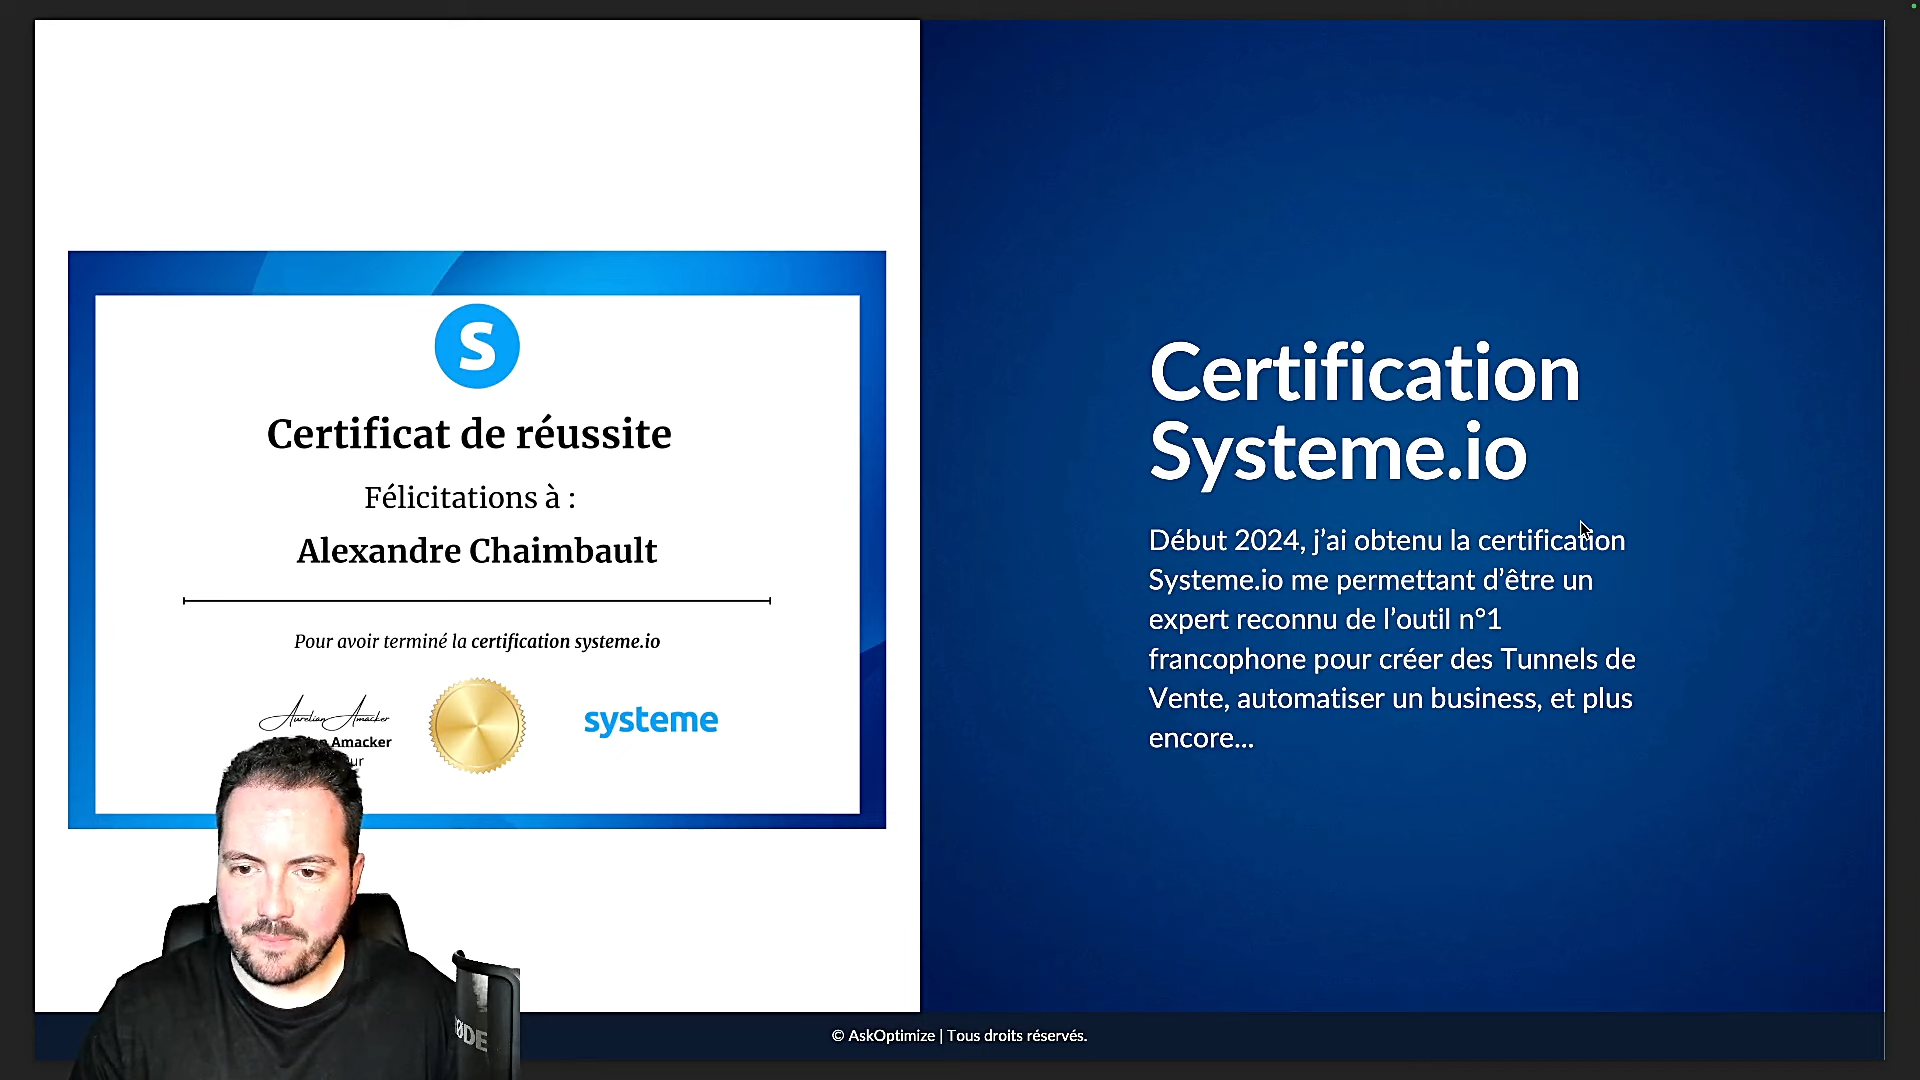 S
Certificat de réussite
Félicitations à :
Alexandre Chaimbault
Pour avoir terminé la certification systeme.io
Aurelian Amacker
Amacker
systeme
Certification
Systeme.io
Début 2024, j’ai obtenu la certification
Systeme.io me permettant d’être un
expert reconnu de l’outil n°1
francophone pour créer des Tunnels de
Vente, automatiser un business, et plus
encore...
© AskOptimize | Tous droits réservés.